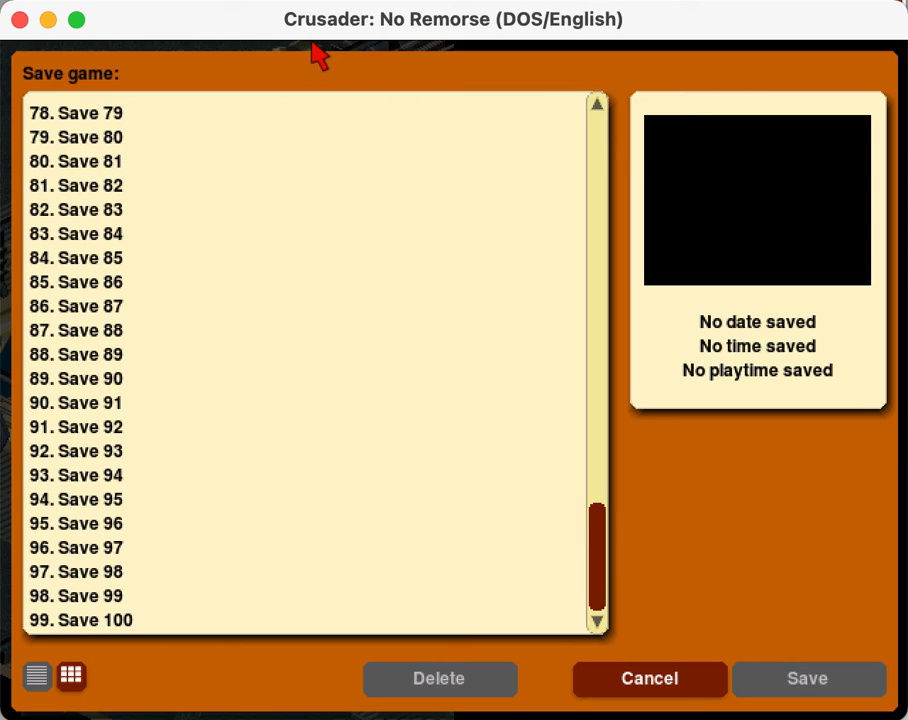 Crusader: No Remorse (DOS/English)
Save game:
78. Save 79
79. Save 80
80. Save 81
81. Save 82
82. Save 83
83. Save 84
84. Save 85
85. Save 86
86. Save 87
87. Save 88
88. Save 89
89. Save 90
90. Save 91
91. Save 92
92. Save 93
93. Save 94
94. Save 95
95. Save 96
96. Save 97
97. Save 98
98. Save 99
99. Save 100
No date saved
No time saved
No playtime saved
Delete
Cancel
Save